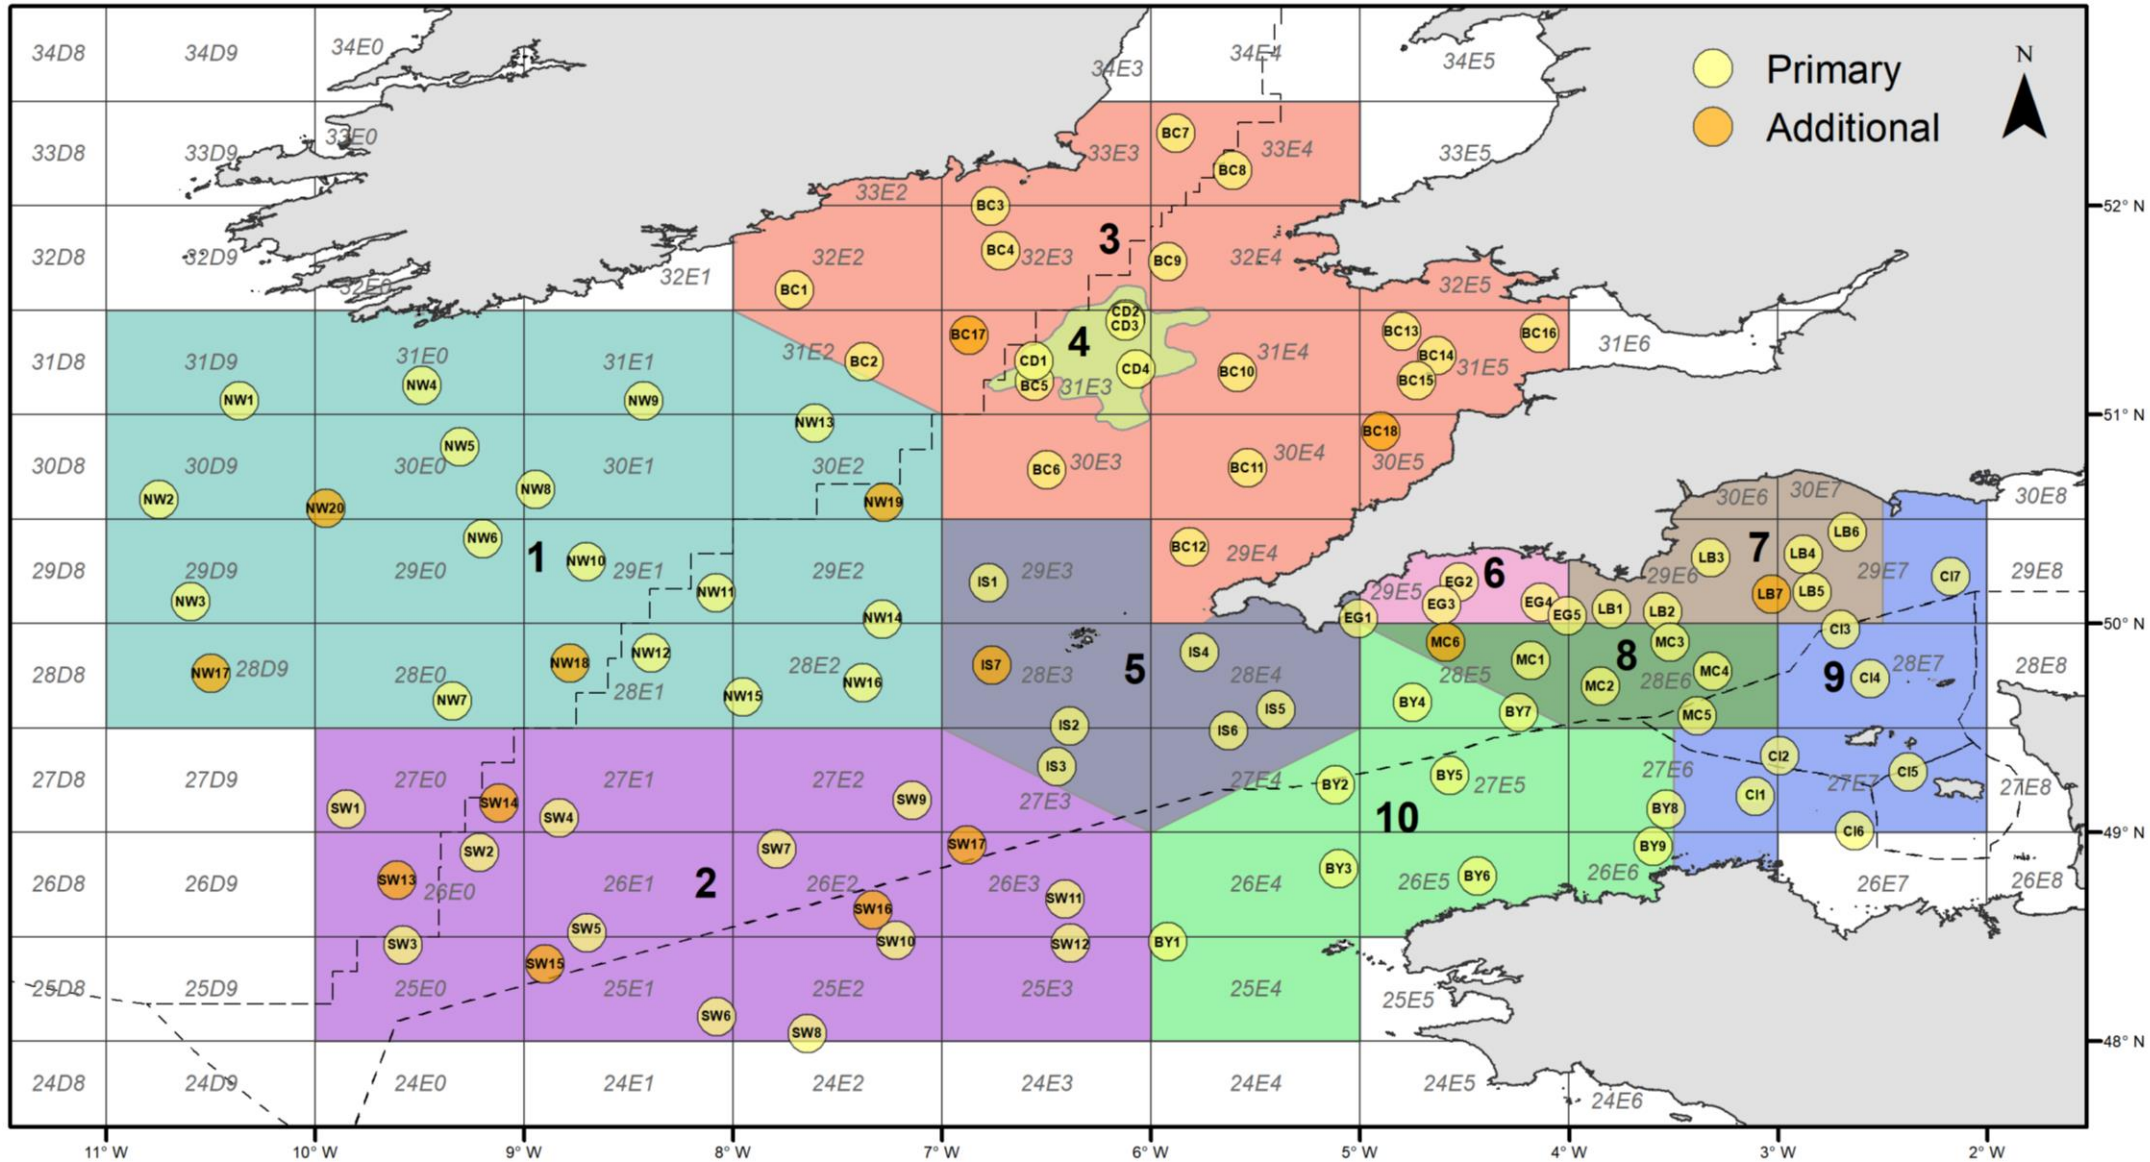 34D8 34D9 34E0 34E3 34E4 34E5
Primary
N
Additional
33D8 33D9 33E0 33E2 33E3 33E4 33E5
BC7
BC8
BC3
52° N
32D8 32D9 32E0 32E1 32E2 32E3 32E4 32E5
3
BC4
BC9
BC1
31D8 31D9 31E0 31E1 31E2 31E3 31E4 31E5 31E6
CD2
CD3
BC17
4
BC13
BC16
BC14
CD1
BC2
CD4
BC10
BC15
BC5
NW4
NW1
NW9
51° N
NW13
BC18
NW5
30D8 30D9 30E0 30E1 30E2 30E3 30E4 30E5 30E6 30E7 30E8
BC6
BC11
NW8
NW2
NW20
NW19
LB6
NW6
BC12
7
LB4
LB3
1
NW10
29D8 29D9 29E0 29E1 29E2 29E3 29E4 29E5 29E6 29E7 29E8
6
CI7
IS1
EG2
NW11
LB7
LB5
NW3
EG3
EG4
LB1
LB2
EG5
NW14
EG1
50° N
CI3
MC6
MC3
NW12
IS4
8
MC1
NW18
IS7
5
28D8 28D9 28E0 28E1 28E2 28E3 28E4 28E5 28E6 28E7 28E8
MC4
NW17
9
CI4
NW16
MC2
NW15
NW7
BY4
IS5
BY7
MC5
IS2
IS6
CI2
IS3
CI5
BY5
27D8 27D9 27E0 27E1 27E2 27E3 27E4 27E5 27E6 27E7 27E8
BY2
CI1
SW9
SW14
SW1
BY8
SW4
10
49° N
CI6
SW17
BY9
SW7
SW2
BY3
BY6
SW13
2
26D8 26D9 26E0 26E1 26E2 26E3 26E4 26E5 26E6 26E7 26E8
SW11
SW16
SW5
SW10
SW12
BY1
SW3
SW15
25D8 25D9 25E0 25E1 25E2 25E3 25E4 25E5
SW6
SW8
48° N
24D8 24D9 24E0 24E1 24E2 24E3 24E4 24E5 24E6
11° W 10° W 9° W 8° W 7° W 6° W 5° W 4° W 3° W 2° W